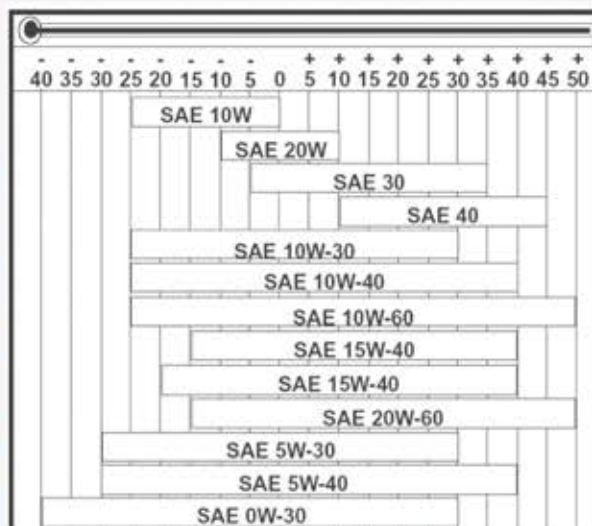 - - - - - - - - + + + + + + + + + +
40 35 30 25 20 15 10 5 0 5 10 15 20 25 30 35 40 45 50
SAE 10W
SAE 20W
SAE 30
SAE 40
SAE 10W-30
SAE 10W-40
SAE 10W-60
SAE 15W-40
SAE 15W-40
SAE 20W-60
SAE 5W-30
SAE 5W-40
SAE 0W-30